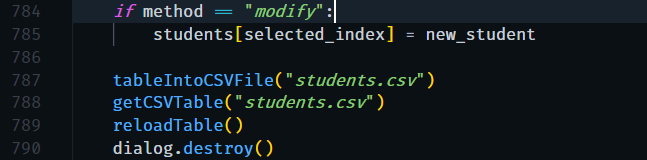 784 if method == "modify":
785 students[selected_index] = new_student
786
787 tableIntoCSVFile("students.csv")
788 getCSVTable("students.csv")
789 reloadTable()
790 dialog.destroy()